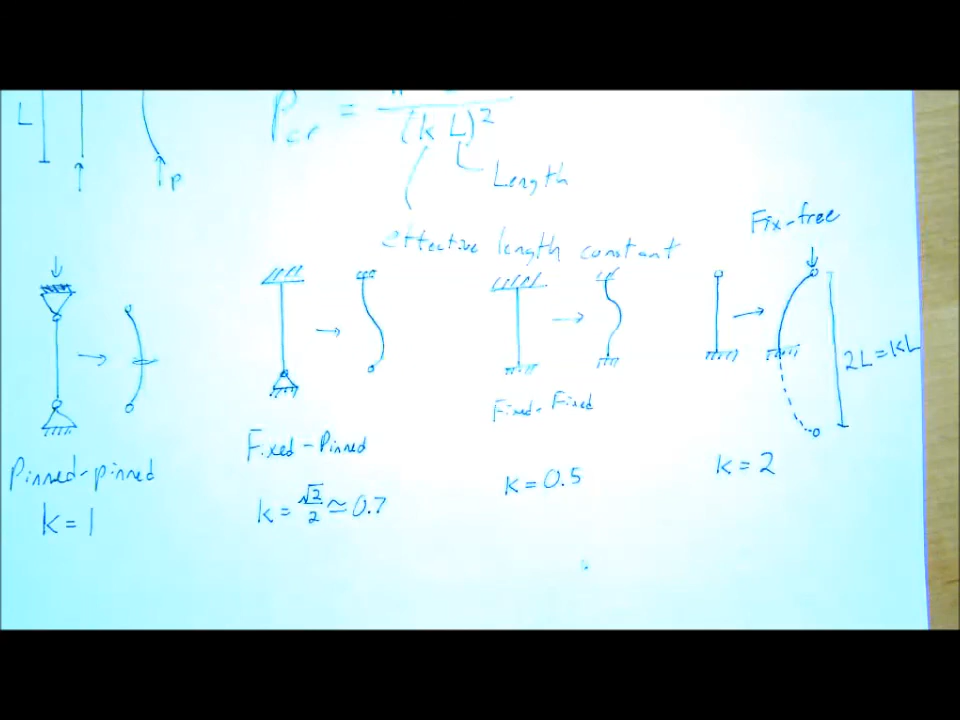 L
P
Pcr = / (kL)²
Length
effective length constant
Fix-free
2L=kL
Pinned-pinned
k=1
Fixed-Pinned
k=√2/2≃0.7
Fixed-Fixed
k=0.5
k=2